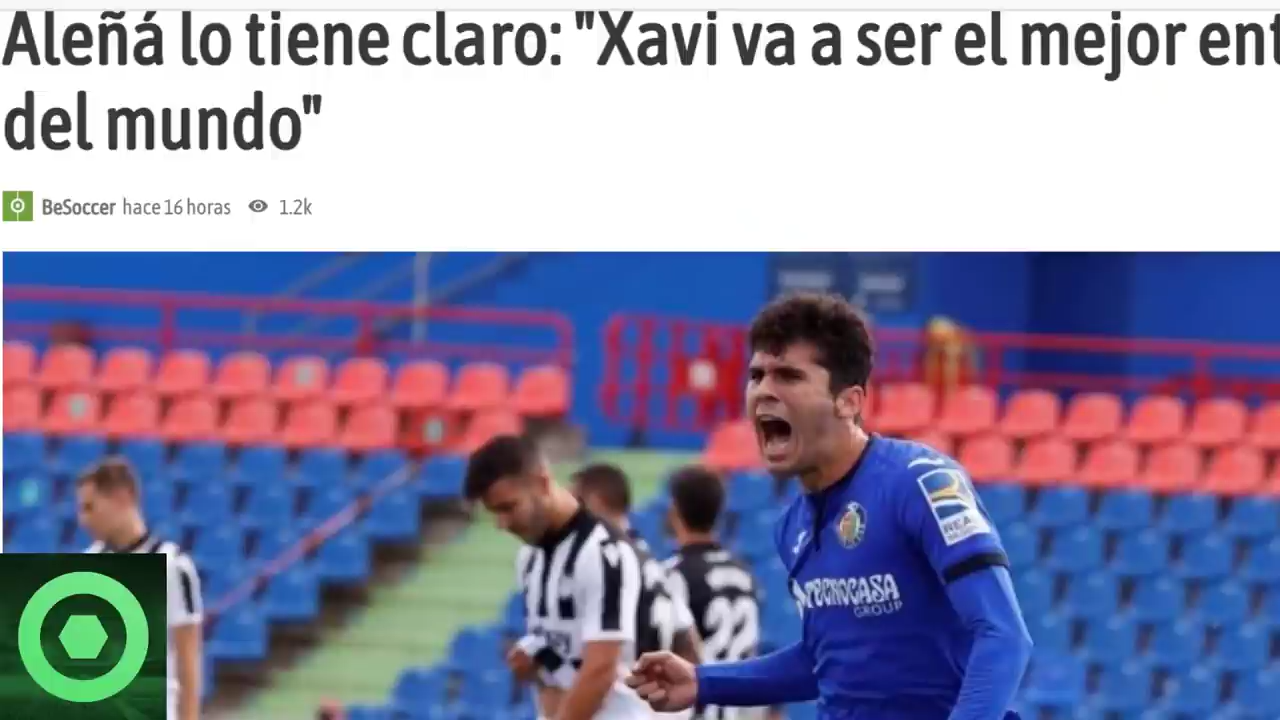 Aleñá lo tiene claro: "Xavi va a ser el mejor ent
del mundo"
BeSoccer hace 16 horas 1.2k
TECNOCASA
GROUP
22